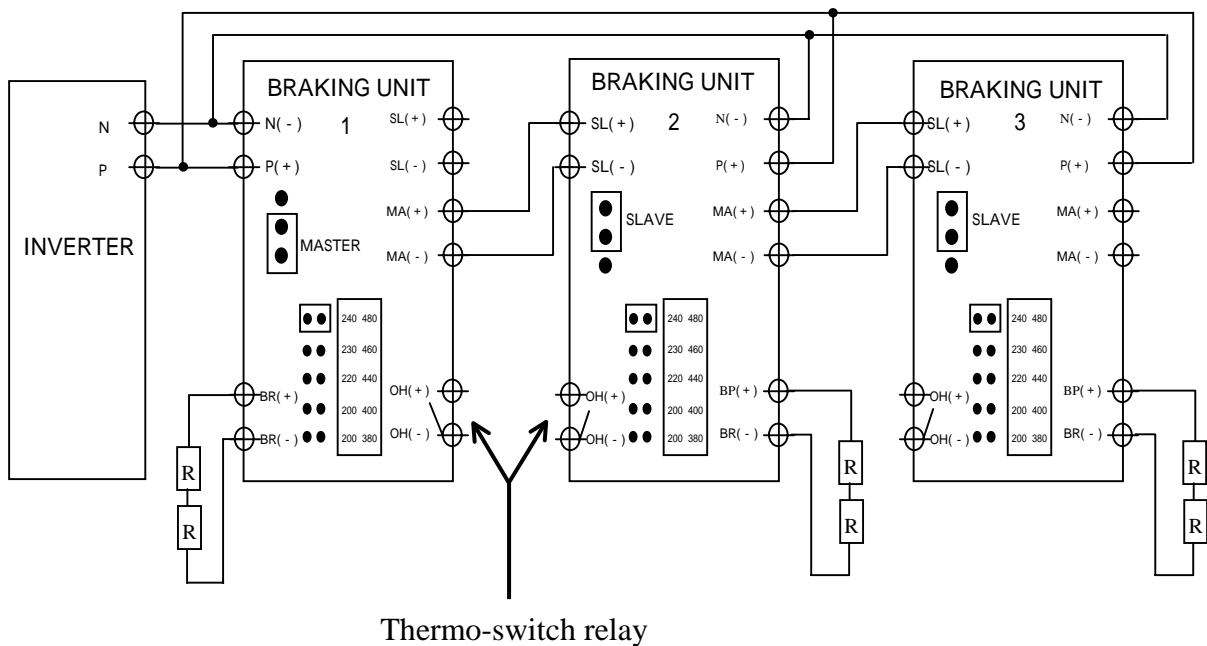 INVERTER
N
P
BRAKING UNIT
1
N( - )
P(+)
SL(+)
SL( - )
MA(+)
MA( - )
MASTER
240 480
230 460
220 440
200 400
200 380
BR(+)
BR( - )
OH(+)
OH( - )
R
R
BRAKING UNIT
2
SL(+)
SL( - )
N( - )
P(+)
MA(+)
MA( - )
SLAVE
240 480
230 460
220 440
200 400
200 380
OH(+)
OH( - )
BP(+)
BR( - )
R
R
BRAKING UNIT
3
SL(+)
SL( - )
N( - )
P(+)
MA(+)
MA( - )
SLAVE
240 480
230 460
220 440
200 400
200 380
OH(+)
OH( - )
BP(+)
BR( - )
R
R
Thermo-switch relay